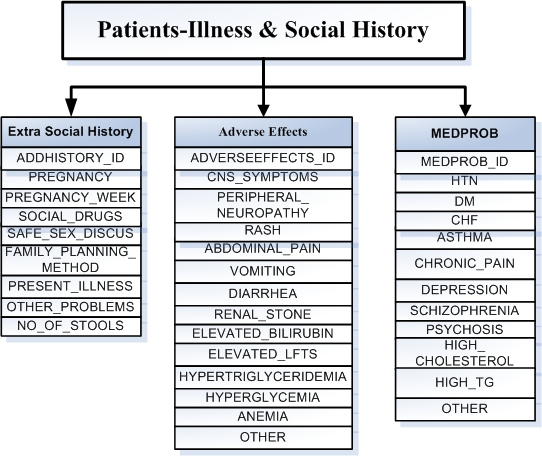 Patients-Illness & Social History
Extra Social History
ADDHISTORY_ID
PREGNANCY
PREGNANCY_WEEK
SOCIAL_DRUGS
SAFE_SEX_DISCUS
FAMILY_PLANNING_
METHOD
PRESENT_ILLNESS
OTHER_PROBLEMS
NO_OF_STOOLS
Adverse Effects
ADVERSEEFFECTS_ID
CNS_SYMPTOMS
PERIPHERAL_
NEUROPATHY
RASH
ABDOMINAL_PAIN
VOMITING
DIARRHEA
RENAL_STONE
ELEVATED_BILIRUBIN
ELEVATED_LFTS
HYPERTRIGLYCERIDEMIA
HYPERGLYCEMIA
ANEMIA
OTHER
MEDPROB
MEDPROB_ID
HTN
DM
CHF
ASTHMA
CHRONIC_PAIN
DEPRESSION
SCHIZOPHRENIA
PSYCHOSIS
HIGH_
CHOLESTEROL
HIGH_TG
OTHER